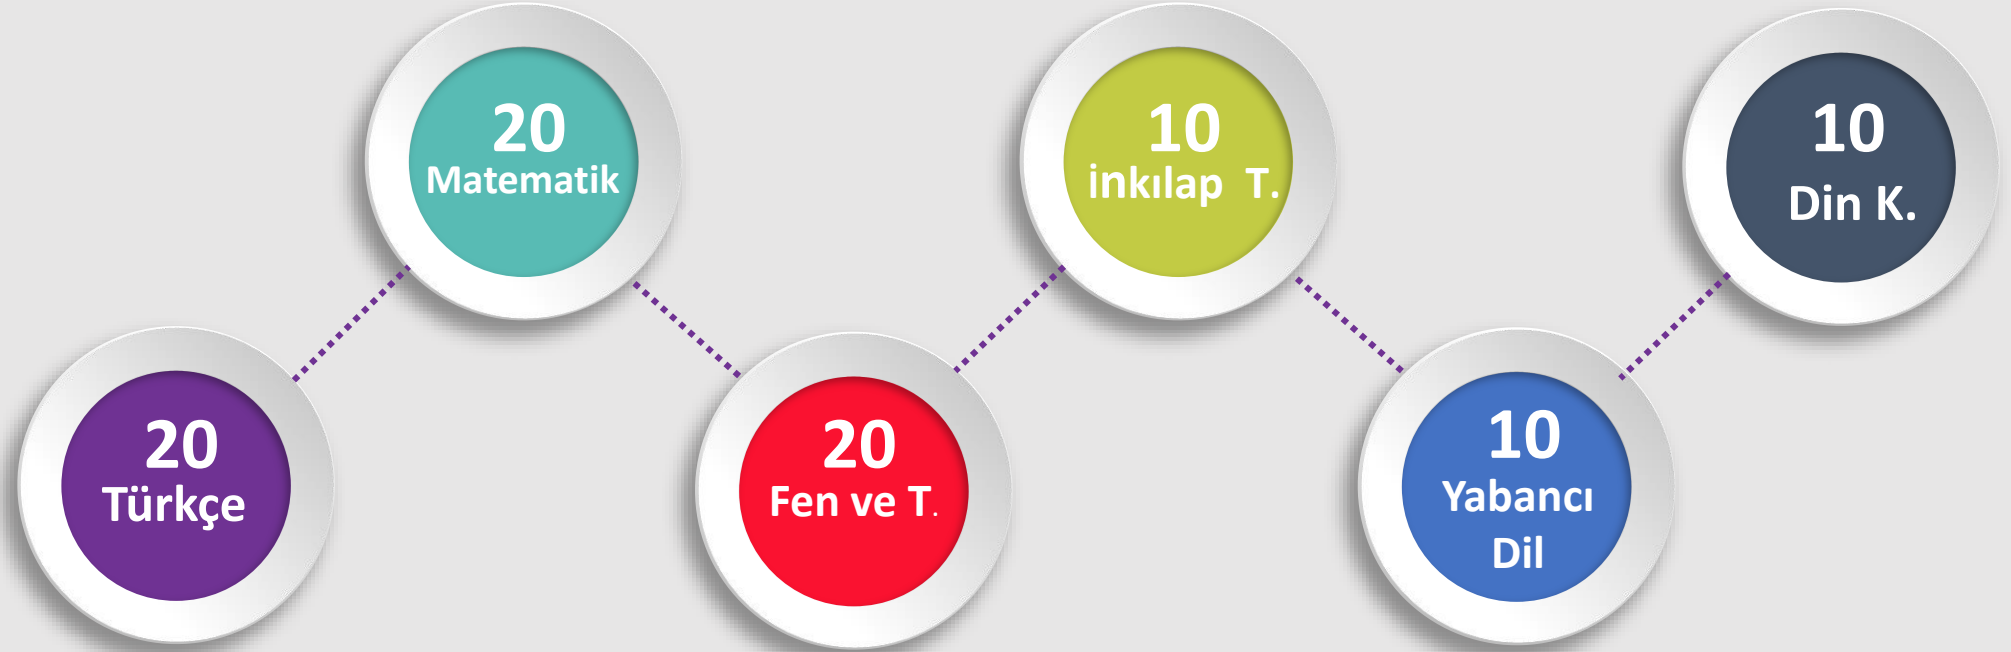 20
Türkçe
20
Matematik
20
Fen ve T.
10
inkılap T.
10
Yabancı
Dil
10
Din K.